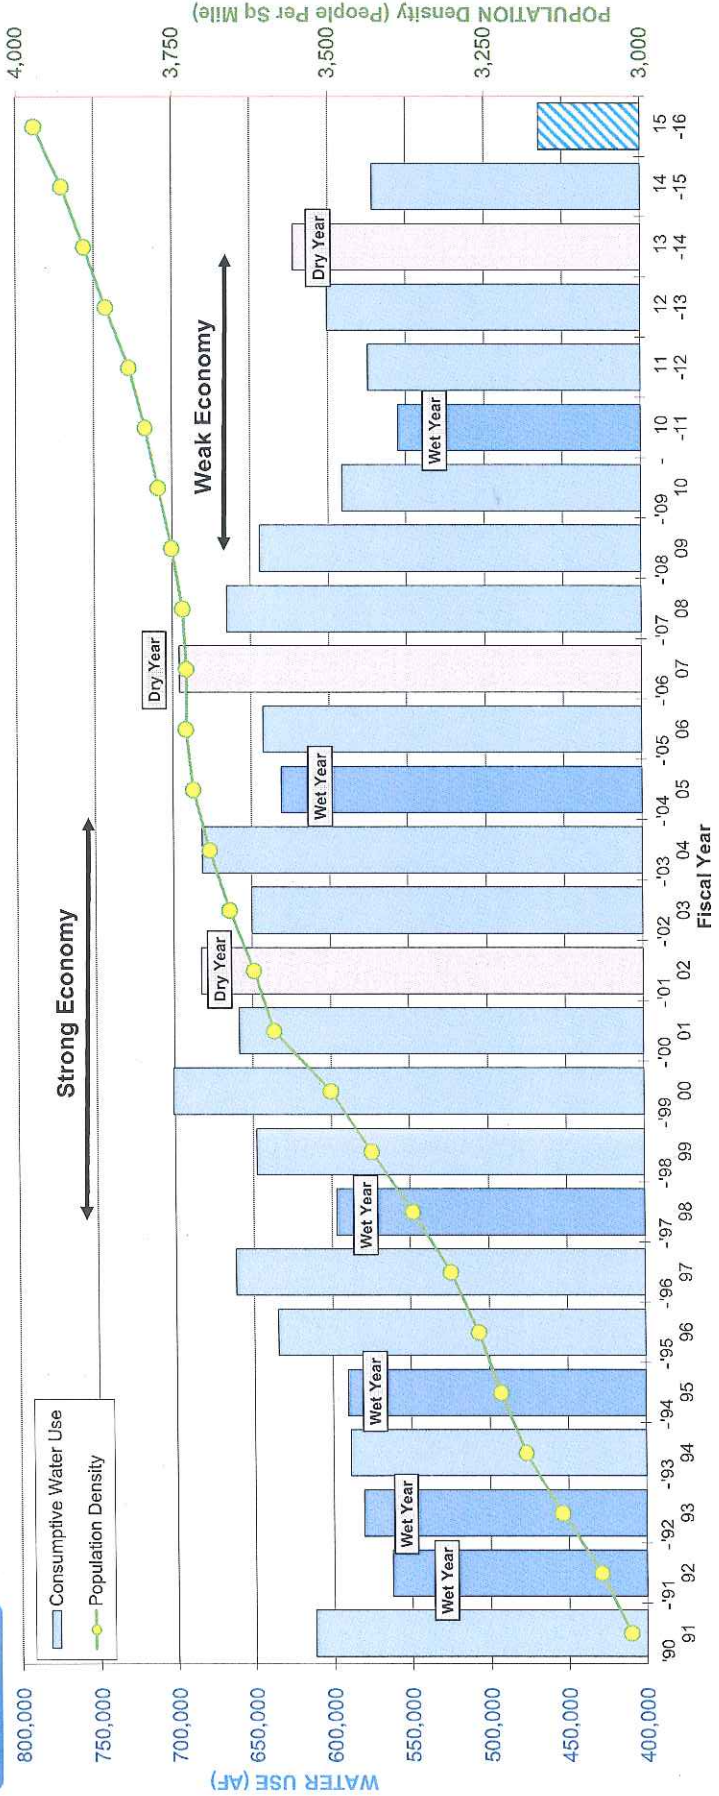 Consumptive Water Use
Population Density
Strong Economy
Weak Economy
WATER USE (AF)
800,000
750,000
700,000
650,000
600,000
550,000
500,000
450,000
400,000
POPULATION Density (People Per Sq Mile)
4,000
3,750
3,500
3,250
3,000
Wet Year
Wet Year
Wet Year
Wet Year
Dry Year
Wet Year
Dry Year
Wet Year
Dry Year
'90 -'91 -'92 -'93 -'94 -'95 -'96 -'97 -'98 -'99 -'00 -'01 -'02 -'03 -'04 -'05 -'06 -'07 -'08 -'09 - 10 11 12 13 14 15
91 92 93 94 95 96 97 98 99 00 01 02 03 04 05 06 07 08 09 10 -11 -12 -13 -14 -15 -16
Fiscal Year